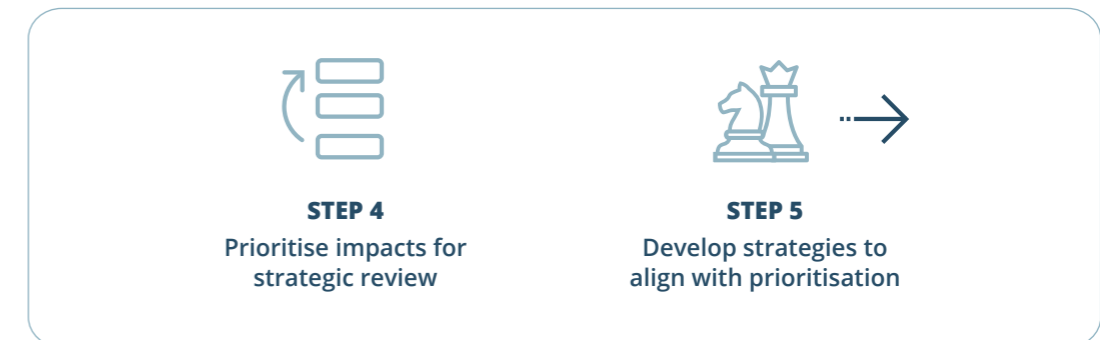 STEP 4
Prioritise impacts for
strategic review
STEP 5
Develop strategies to
align with prioritisation